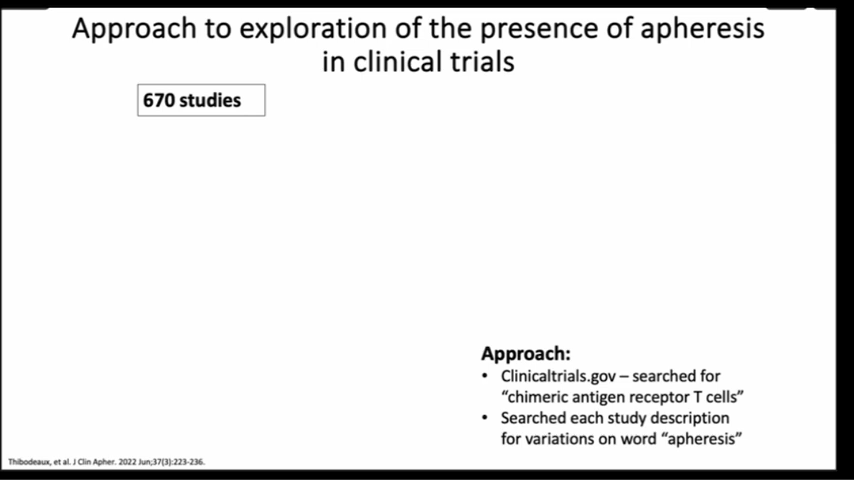 Approach to exploration of the presence of apheresis
in clinical trials
670 studies
Approach:
• Clinicaltrials.gov – searched for
“chimeric antigen receptor T cells”
• Searched each study description
for variations on word “apheresis”
Thibodeaux, et al. J Clin Apher. 2022 Jun;37(3):223-236.